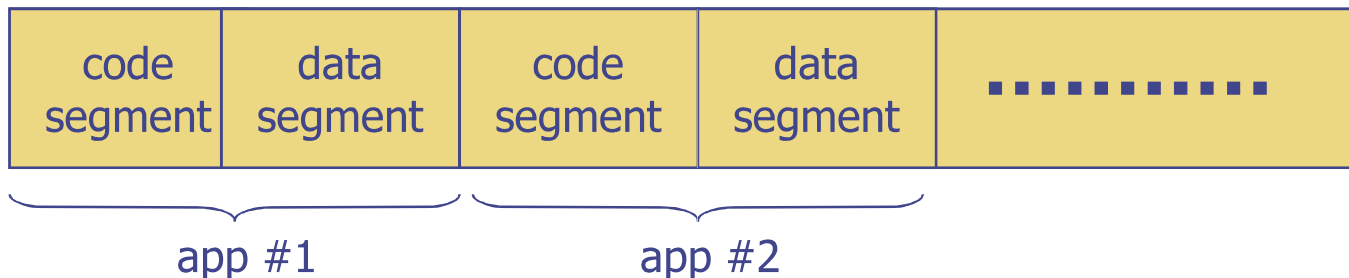 code data code data
segment segment segment segment
app #1 app #2